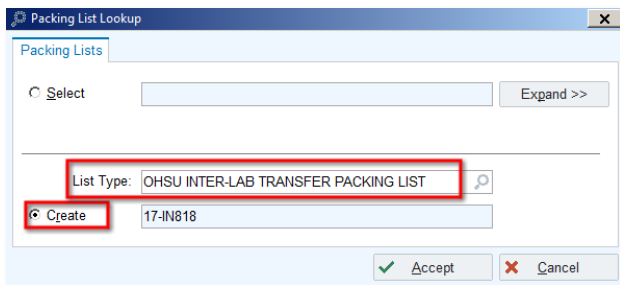 Packing List Lookup
Packing Lists
Select
Expand >>
List Type: OHSU INTER-LAB TRANSFER PACKING LIST
Create 17-IN818
Accept Cancel